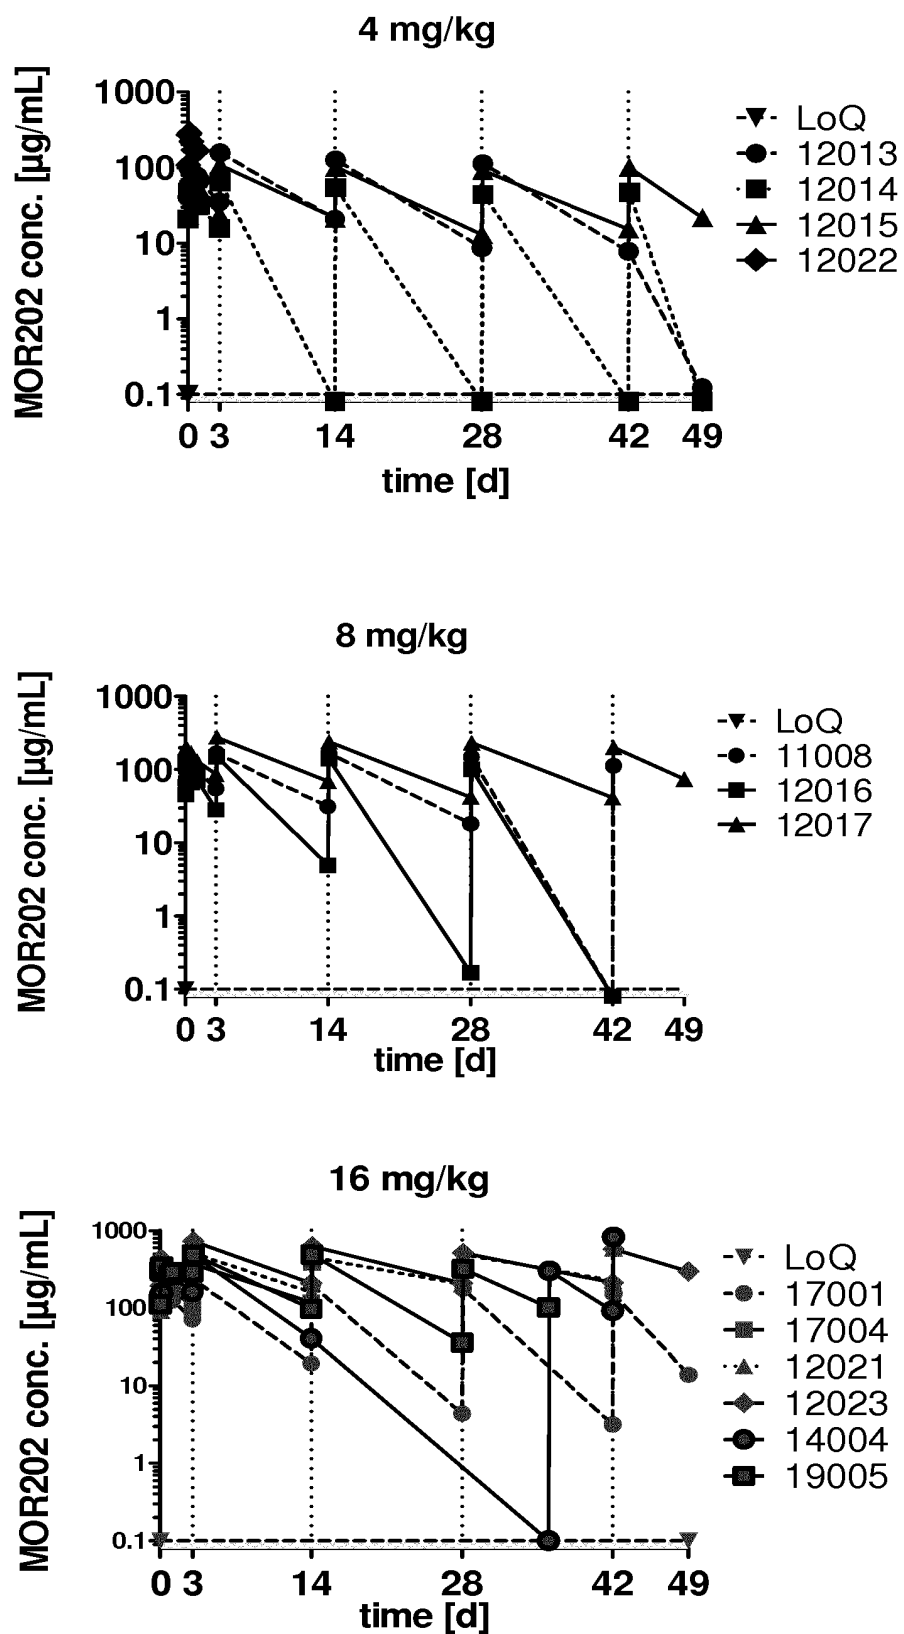 4 mg/kg
MOR202 conc. [µg/mL]
1000
100
10
1
0.1
0 3 14 28 42 49
time [d]
LoQ
12013
12014
12015
12022
8 mg/kg
MOR202 conc. [µg/mL]
1000
100
10
1
0.1
0 3 14 28 42 49
time [d]
LoQ
11008
12016
12017
16 mg/kg
MOR202 conc. [µg/mL]
1000
100
10
1
0.1
0 3 14 28 42 49
time [d]
LoQ
17001
17004
12021
12023
14004
19005